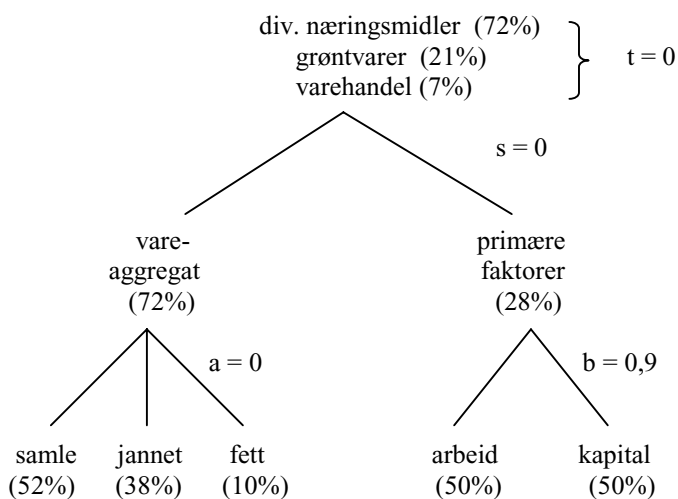 div. næringsmidler (72%)
grøntvarer (21%)
varehandel (7%)
t = 0
s = 0
vare-
aggregat
(72%)
primære
faktorer
(28%)
a = 0
b = 0,9
samle jannet fett arbeid kapital
(52%) (38%) (10%) (50%) (50%)